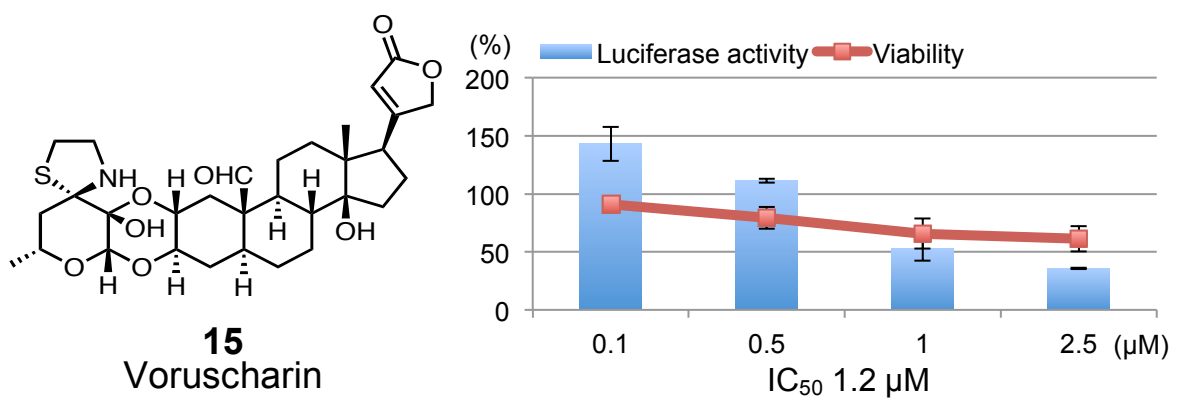 O
O
S
NH
O
H
OHC
H
H
OH
OH
O
H
O
H
H
15
Voruscharin
(%)
Luciferase activity
Viability
200
150
100
50
0
0.1 0.5 1 2.5 (µM)
IC50 1.2 µM